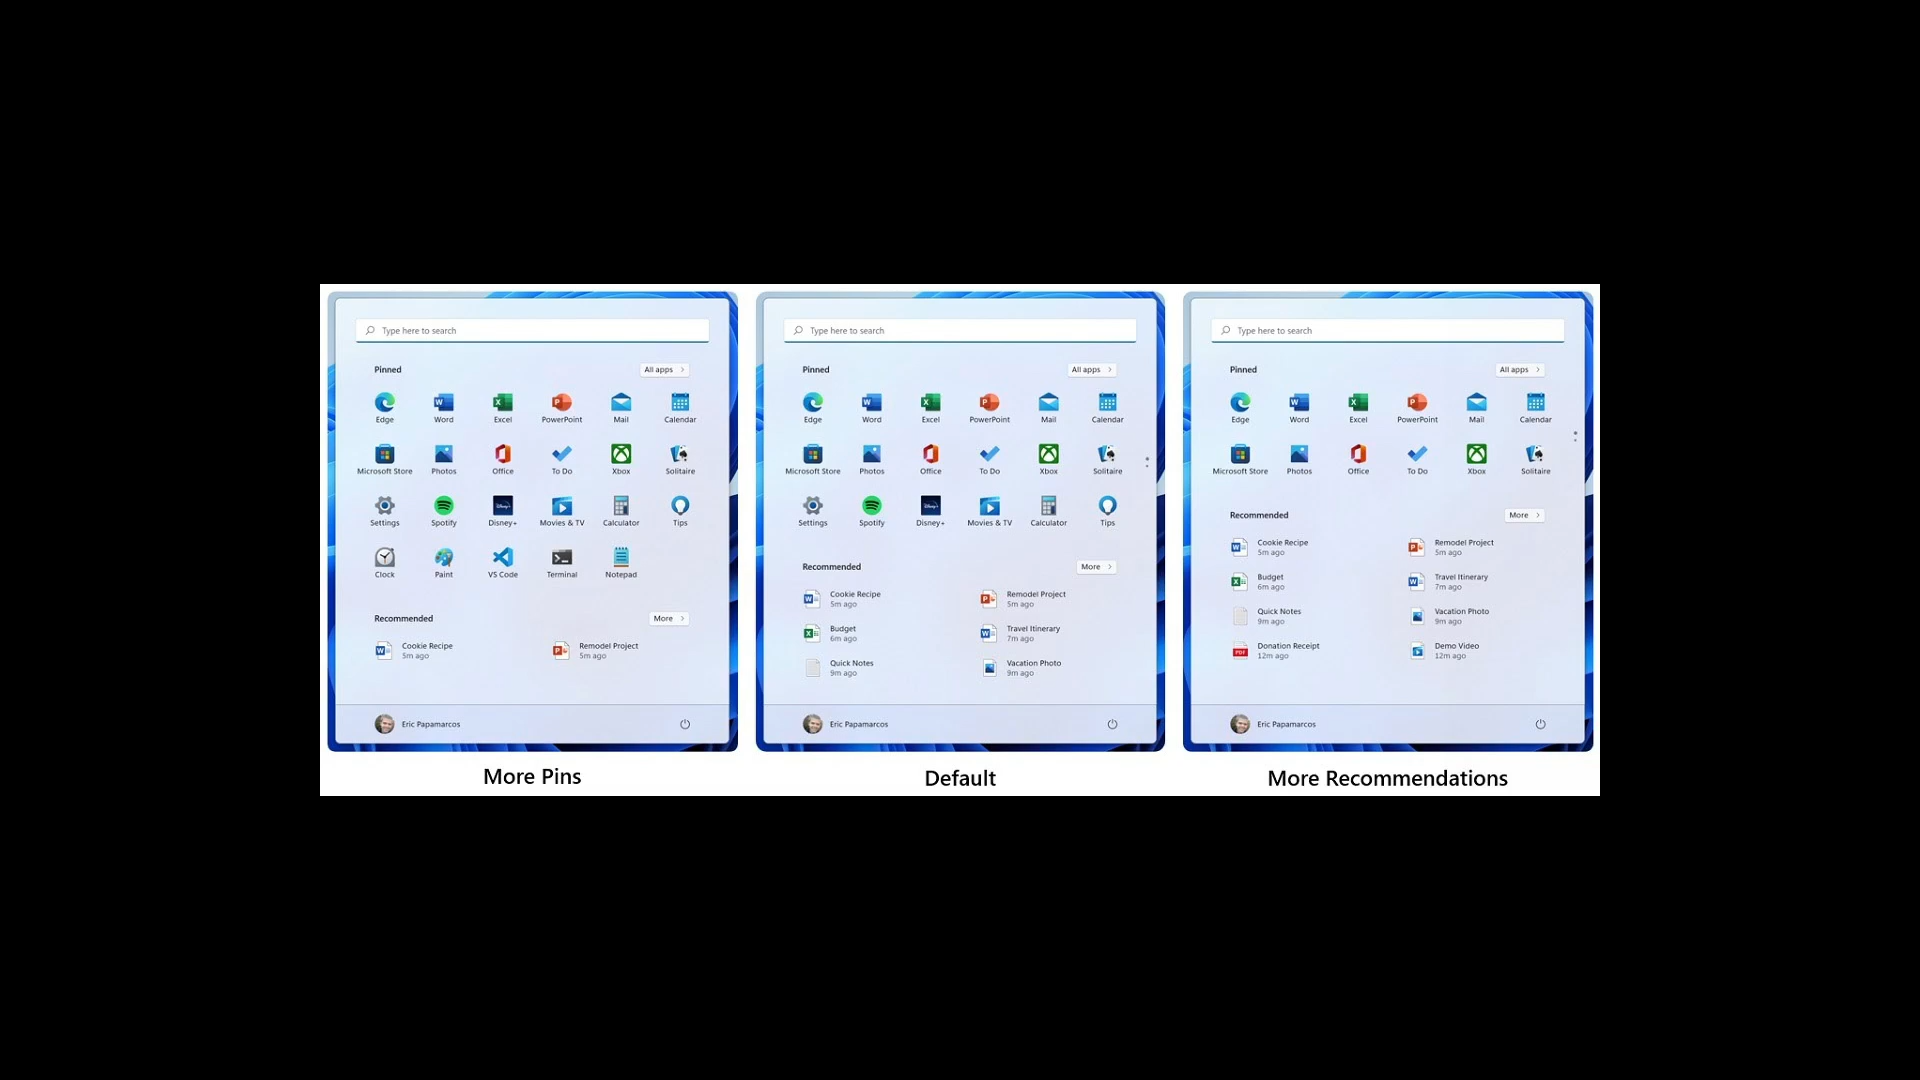 Type here to search
Pinned
All apps
Edge Word Excel PowerPoint Mail Calendar
Microsoft Store Photos Office To Do Xbox Solitaire
Settings Spotify Disney+ Movies & TV Calculator Tips
Clock Paint VS Code Terminal Notepad
Recommended
More
Cookie Recipe
5m ago
Remodel Project
5m ago
Eric Papamarcos
More Pins
Type here to search
Pinned
All apps
Edge Word Excel PowerPoint Mail Calendar
Microsoft Store Photos Office To Do Xbox Solitaire
Settings Spotify Disney+ Movies & TV Calculator Tips
Recommended
More
Cookie Recipe
5m ago
Remodel Project
5m ago
Budget
6m ago
Travel Itinerary
7m ago
Quick Notes
9m ago
Vacation Photo
9m ago
Eric Papamarcos
Default
Type here to search
Pinned
All apps
Edge Word Excel PowerPoint Mail Calendar
Microsoft Store Photos Office To Do Xbox Solitaire
Recommended
More
Cookie Recipe
5m ago
Remodel Project
5m ago
Budget
6m ago
Travel Itinerary
7m ago
Quick Notes
9m ago
Vacation Photo
9m ago
Donation Receipt
12m ago
Demo Video
12m ago
Eric Papamarcos
More Recommendations